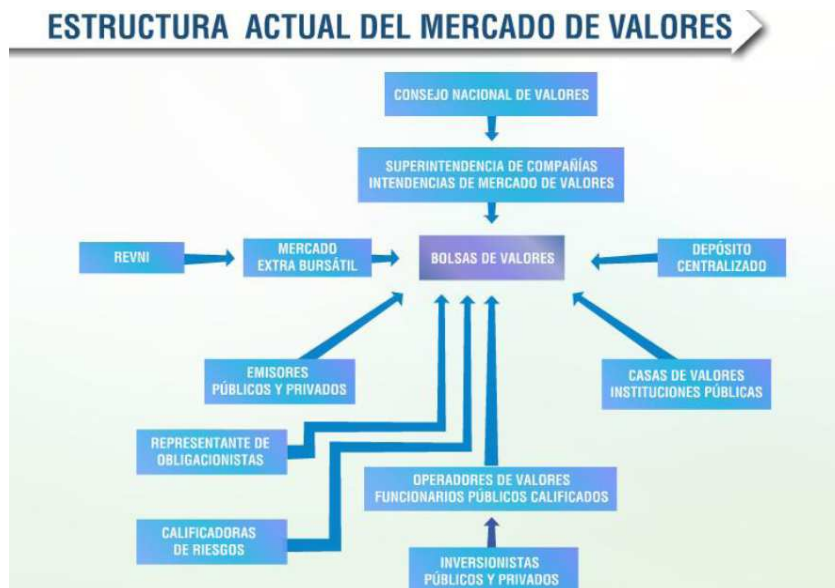 ESTRUCTURA ACTUAL DEL MERCADO DE VALORES
CONSEJO NACIONAL DE VALORES
SUPERINTENDENCIA DE COMPAÑÍAS
INTENDENCIAS DE MERCADO DE VALORES
REVNI
MERCADO
EXTRA BURSÁTIL
BOLSAS DE VALORES
DEPÓSITO
CENTRALIZADO
EMISORES
PÚBLICOS Y PRIVADOS
CASAS DE VALORES
INSTITUCIONES PÚBLICAS
REPRESENTANTE DE
OBLIGACIONISTAS
OPERADORES DE VALORES
FUNCIONARIOS PÚBLICOS CALIFICADOS
CALIFICADORAS
DE RIESGOS
INVERSIONISTAS
PÚBLICOS Y PRIVADOS